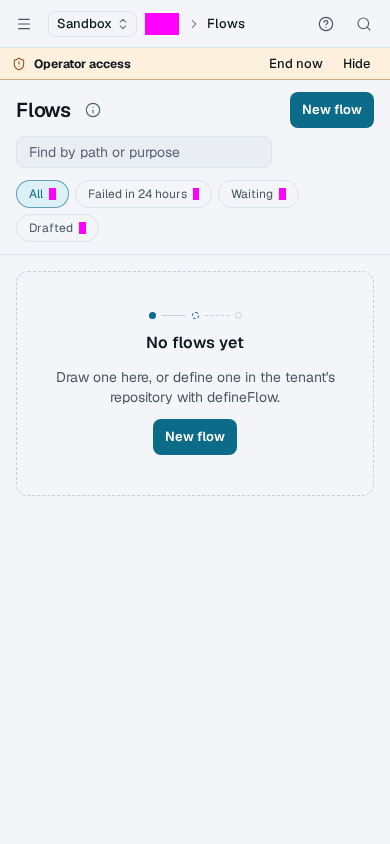 Sandbox
Flows
Operator access
End now
Hide
Flows
New flow
Find by path or purpose
All
Failed in 24 hours
Waiting
Drafted
No flows yet
Draw one here, or define one in the tenant's
repository with defineFlow.
New flow